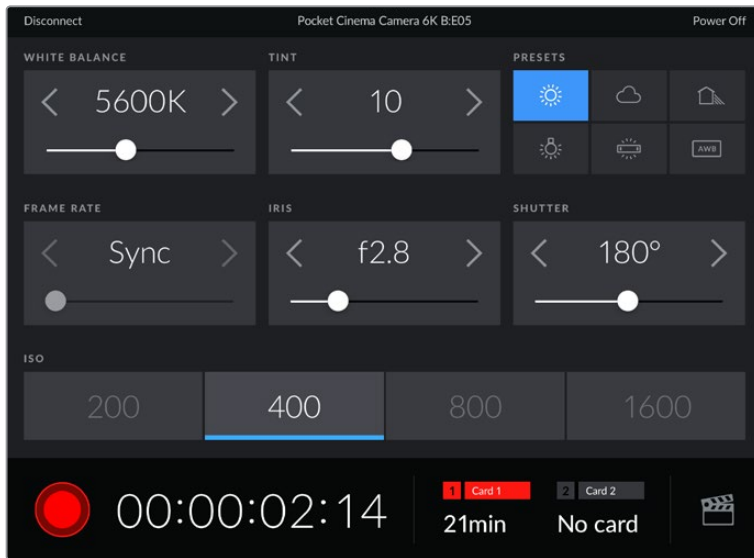 Disconnect Pocket Cinema Camera 6K B:E05 Power Off
WHITE BALANCE TINT PRESETS
5600K 10
AWB
FRAME RATE IRIS SHUTTER
Sync f2.8 180°
ISO
200 400 800 1600
1 Card 1 2 Card 2
00:00:02:14 21min No card